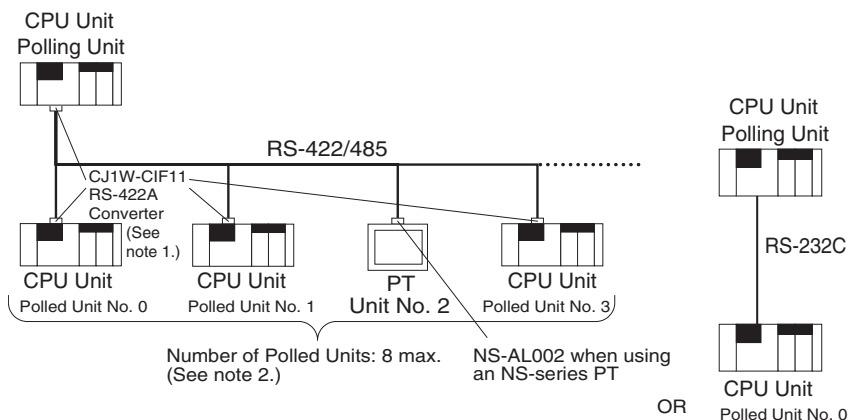 CPU Unit
Polling Unit
RS-422/485
CJ1W-CIF11
RS-422A
Converter
(See
note 1.)
CPU Unit
Polled Unit No. 0
CPU Unit
Polled Unit No. 1
PT
Unit No. 2
CPU Unit
Polled Unit No. 3
Number of Polled Units: 8 max.
(See note 2.)
NS-AL002 when using
an NS-series PT
OR
CPU Unit
Polling Unit
RS-232C
CPU Unit
Polled Unit No. 0